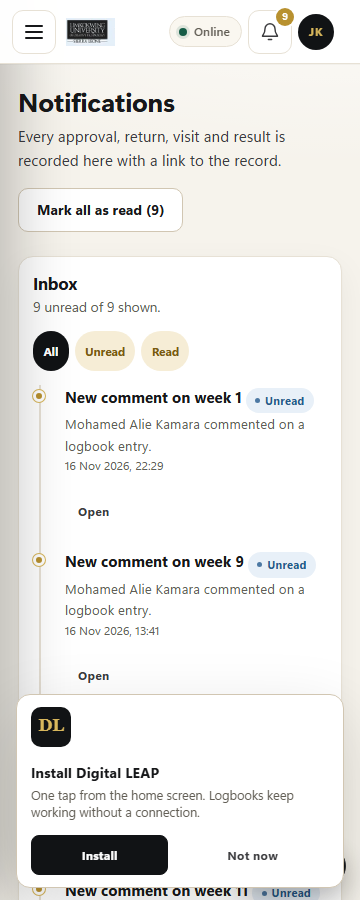 LIMKOKWING
UNIVERSITY
SIERRA LEONE
Online
9
JK
Notifications
Every approval, return, visit and result is
recorded here with a link to the record.
Mark all as read (9)
Inbox
9 unread of 9 shown.
All
Unread
Read
New comment on week 1
Unread
Mohamed Alie Kamara commented on a
logbook entry.
16 Nov 2026, 22:29
Open
New comment on week 9
Unread
Mohamed Alie Kamara commented on a
logbook entry.
16 Nov 2026, 13:41
Open
DL
Install Digital LEAP
One tap from the home screen. Logbooks keep
working without a connection.
Install
Not now
New comment on week 11
Unread